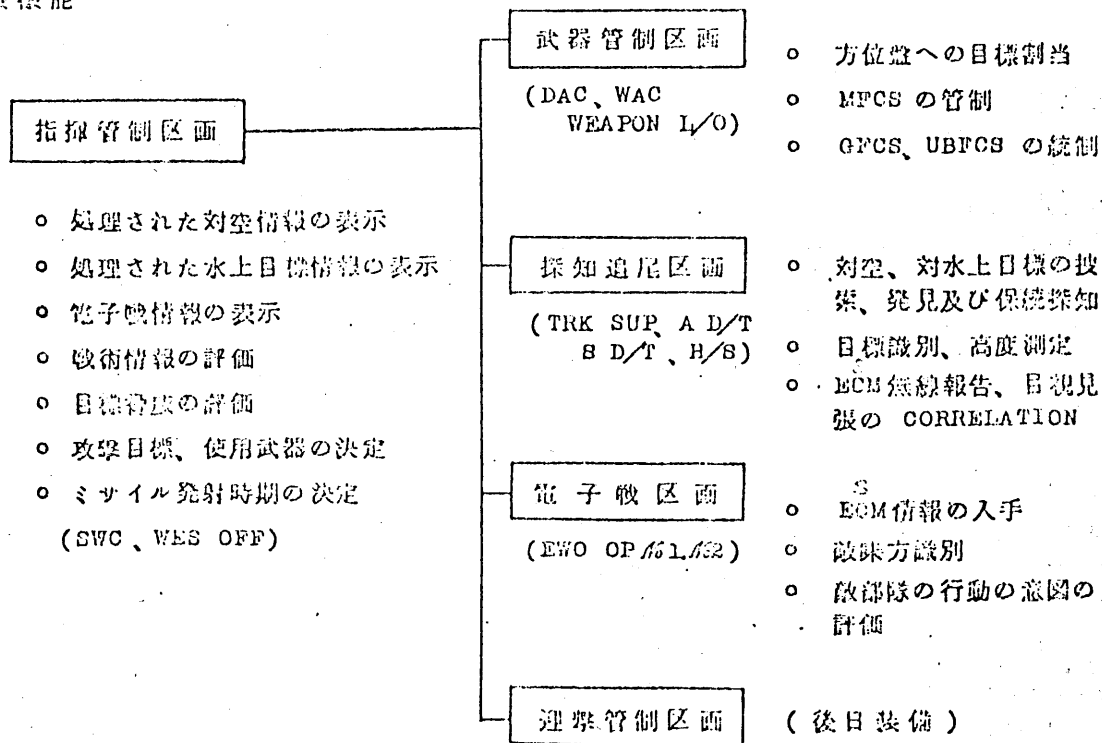 指揮管制区画
○ 処理された対空情報の表示
○ 処理された水上目標情報の表示
○ 電子戦情報の表示
○ 戦術情報の評価
○ 目標脅威の評価
○ 攻撃目標、使用武器の決定
○ ミサイル発射時期の決定
(SWC、WES OFF)
武器管制区画
(DAC、WAC
WEAPON I/O)
○ 方位盤への目標割当
○ MFCS の管制
○ GFCS、UBFCS の統制
探知追尾区画
(TRK SUP、A D/T
S D/T、H/S)
○ 対空、対水上目標の捜
索、発見及び保続探知
○ 目標識別、高度測定
S
○ ECM無線報告、目視見
張の CORRELATION
電子戦区画
(EWO OP №1.№2)
S
○ ECM情報の入手
○ 敵味方識別
○ 敵部隊の行動の意図の
評価
迎撃管制区画
(後日装備)